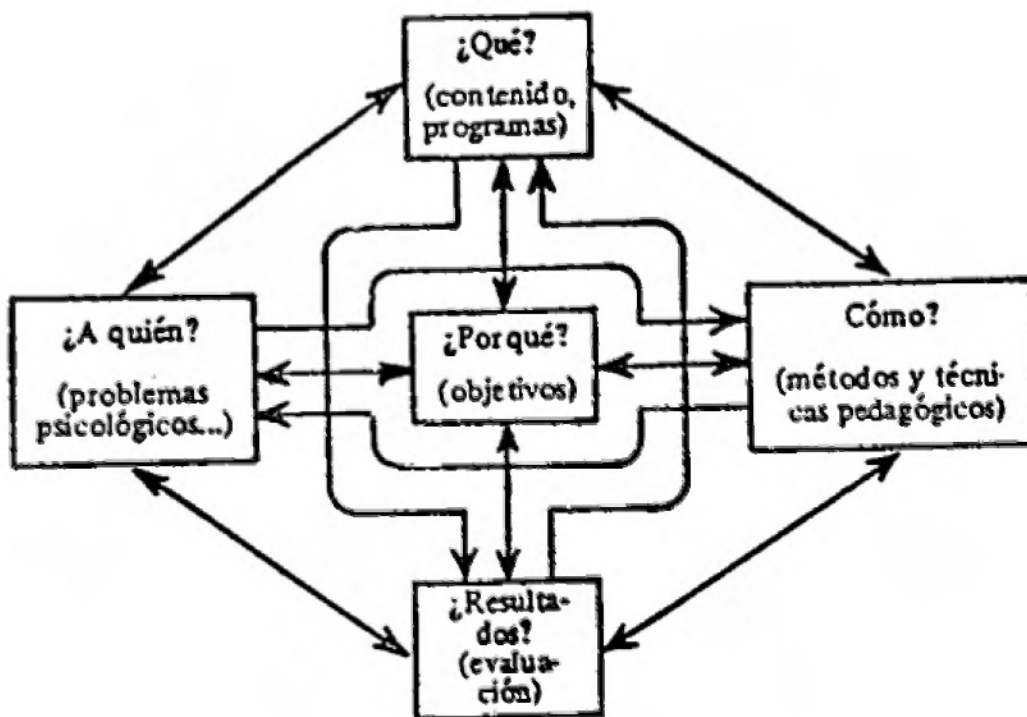 ¿Qué?
(contenido,
programas)
¿A quién?
(problemas
psicológicos...)
¿Porqué?
(objetivos)
Cómo?
(métodos y técni-
cas pedagógicos)
¿Resulta-
dos?
(evalua-
ción)